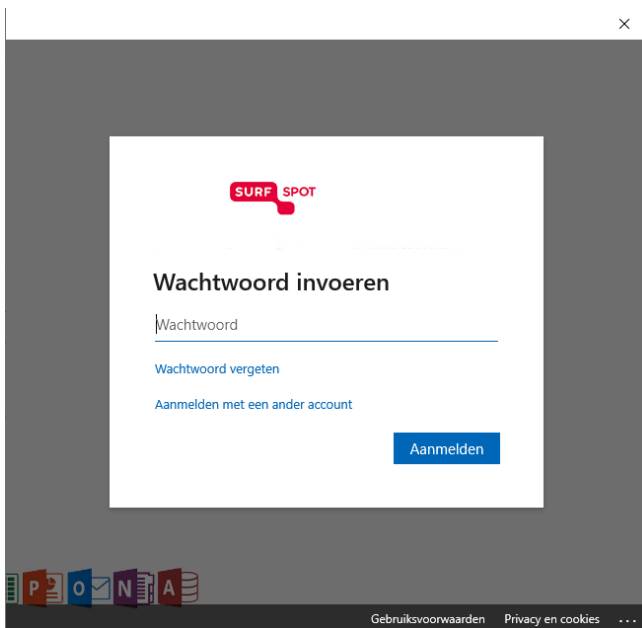 SURF SPOT
Wachtwoord invoeren
Wachtwoord
Wachtwoord vergeten
Aanmelden met een ander account
Aanmelden
P O N A
Gebruiksvoorwaarden Privacy en cookies ...